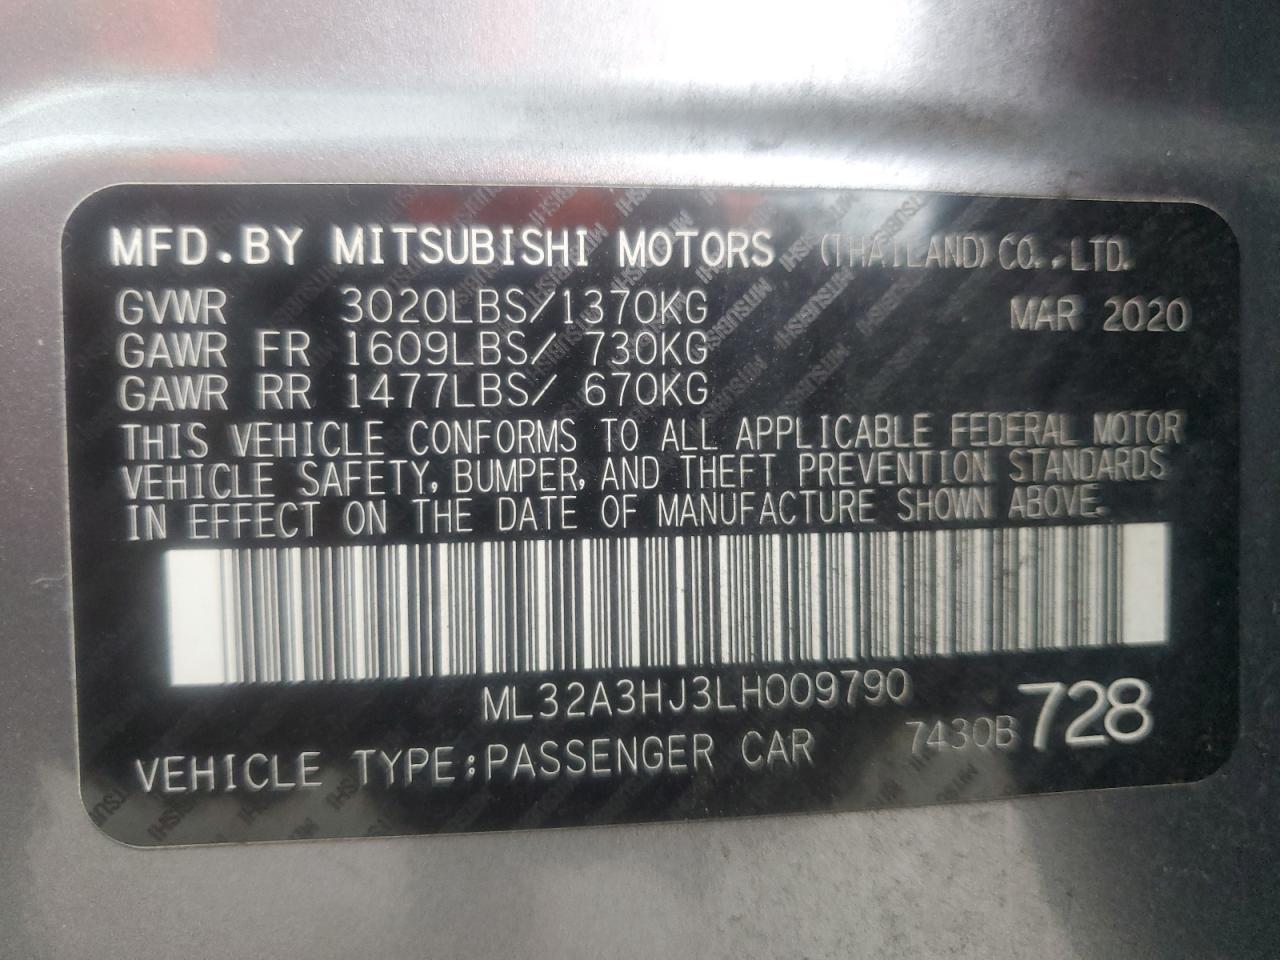 MFD.BY MITSUBISHI MOTORS (THAILAND) CO.,LTD.
GVWR 3020LBS/1370KG MAR 2020
GAWR FR 1609LBS/ 730KG
GAWR RR 1477LBS/ 670KG
THIS VEHICLE CONFORMS TO ALL APPLICABLE FEDERAL MOTOR
VEHICLE SAFETY, BUMPER, AND THEFT PREVENTION STANDARDS
IN EFFECT ON THE DATE OF MANUFACTURE SHOWN ABOVE.
ML32A3HJ3LH009790
VEHICLE TYPE:PASSENGER CAR 7430B 728